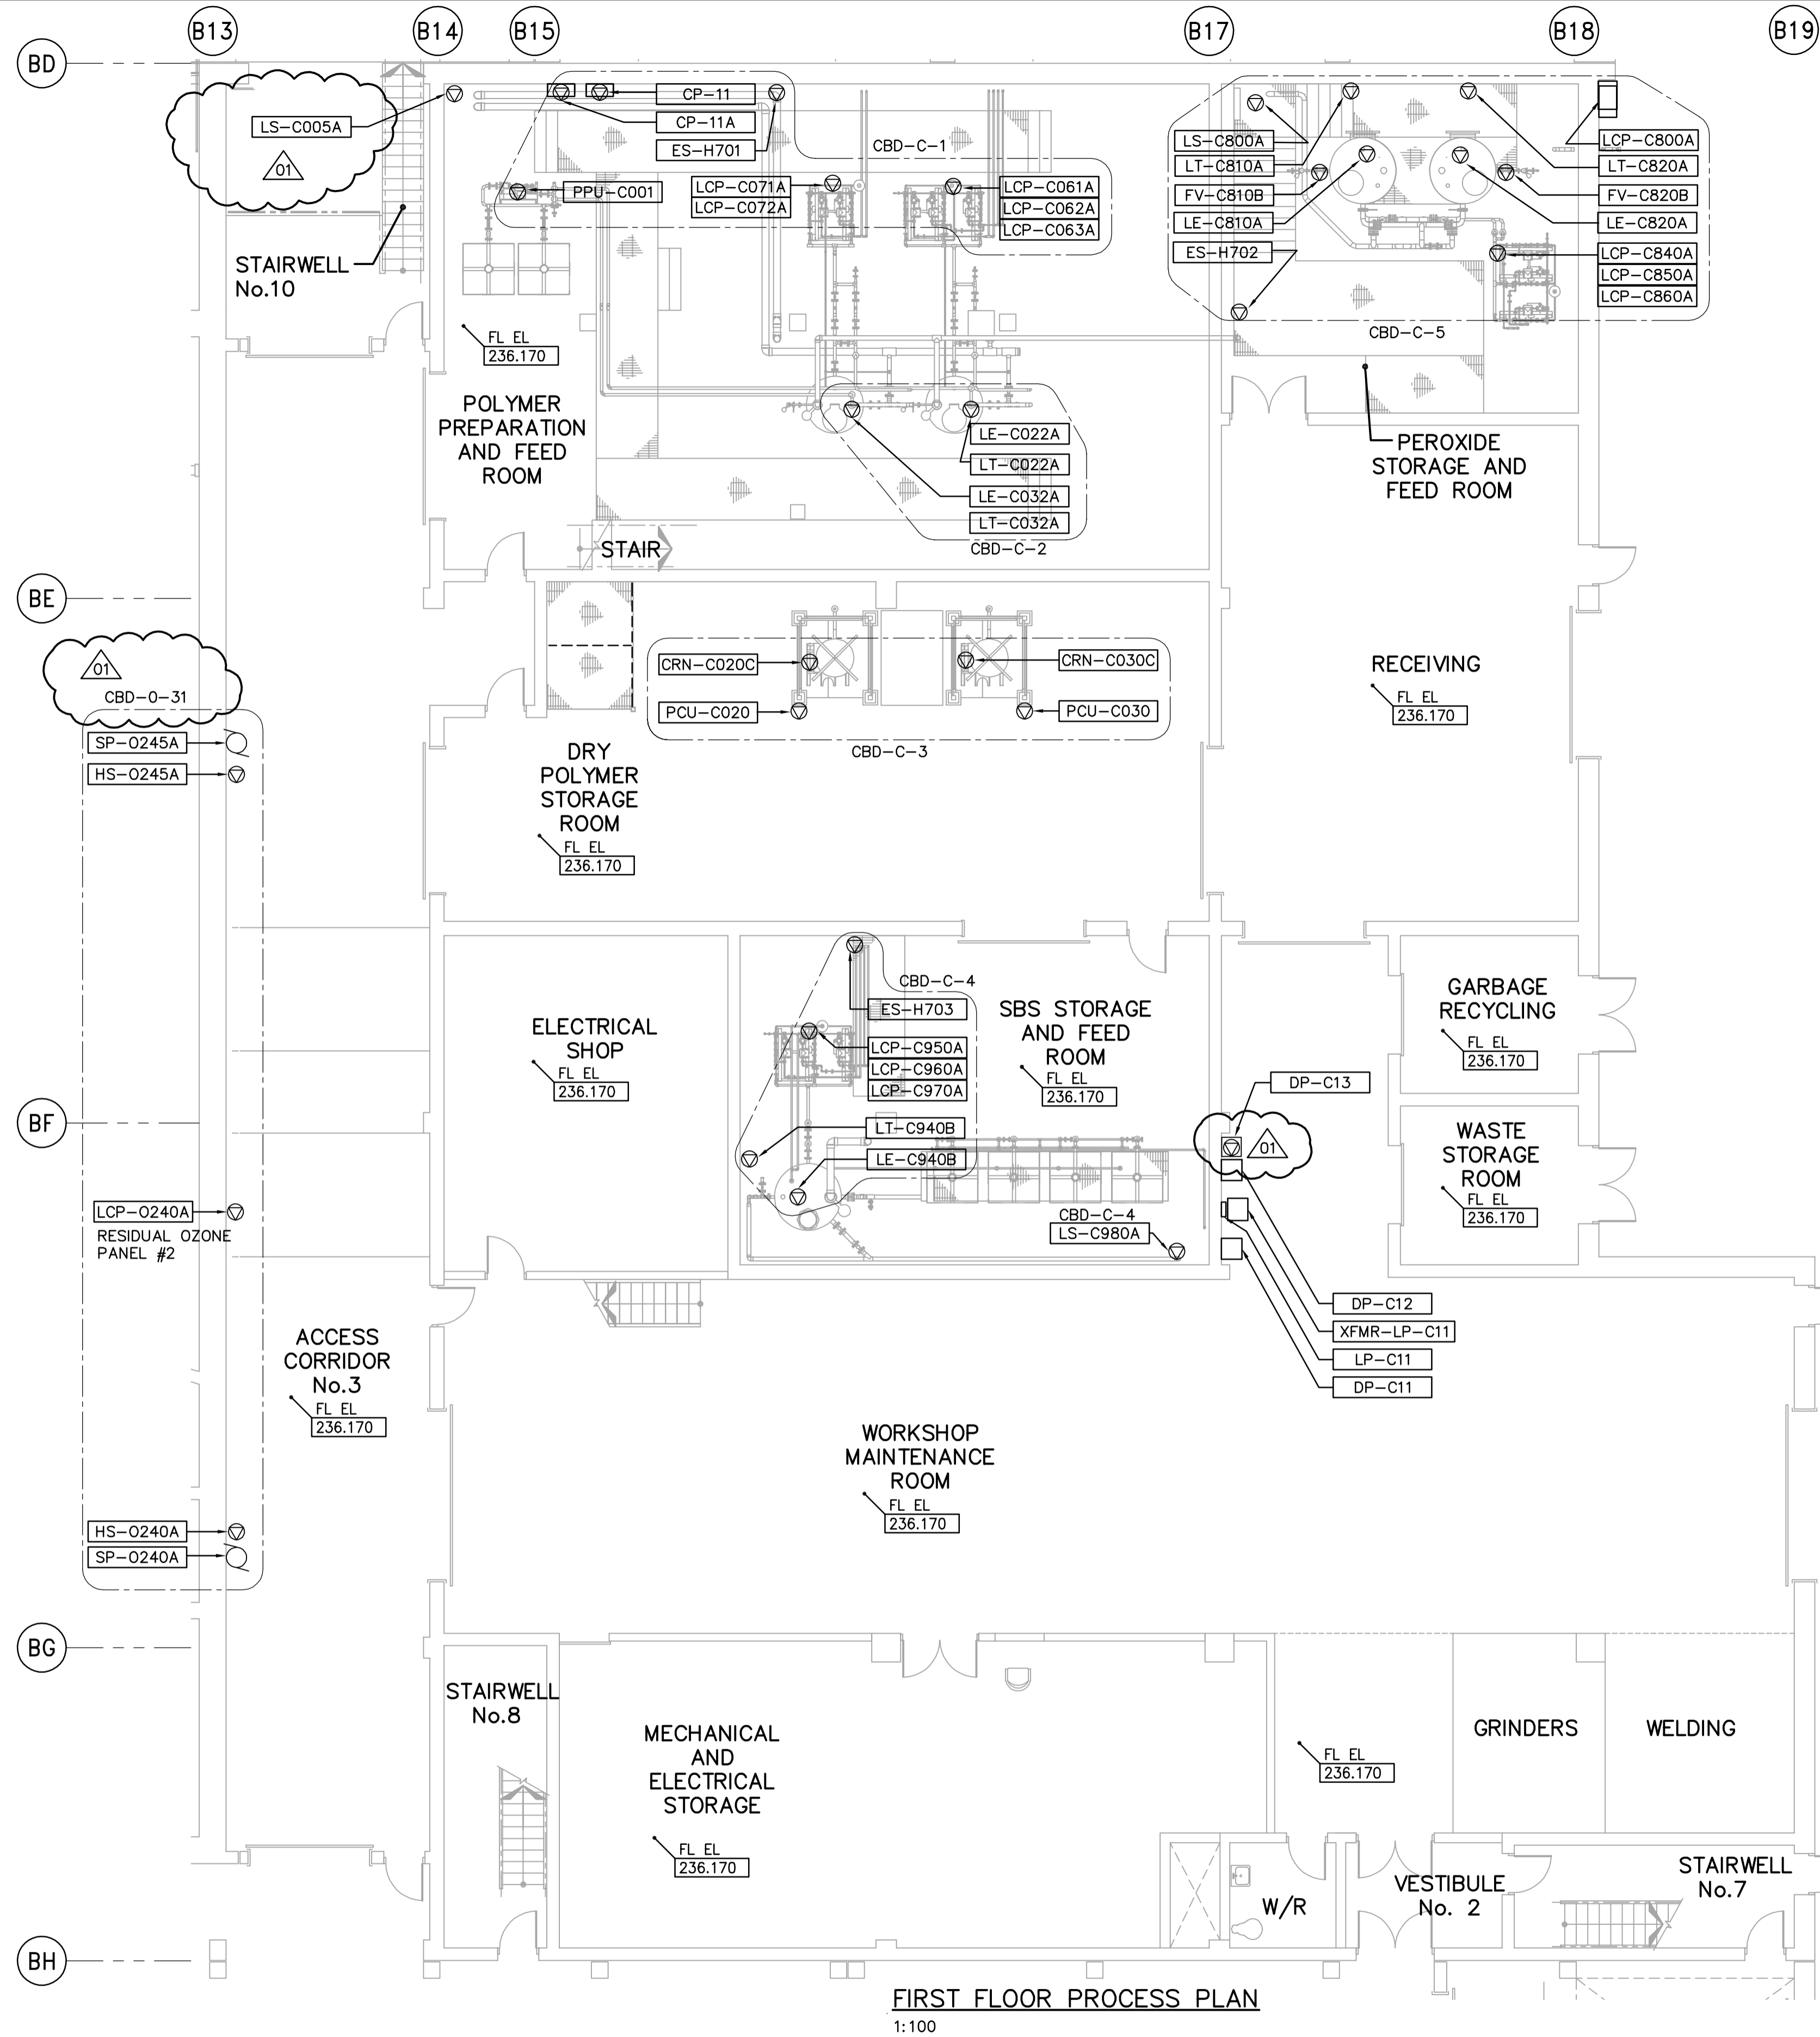 B13
B14
B15
B17
B18
B19
BD
LS-C005A
01
STAIRWELL
No.10
CP-11
CP-11A
ES-H701
CBD-C-1
PPU-C001
LCP-C071A
LCP-C072A
LCP-C061A
LCP-C062A
LCP-C063A
LS-C800A
LT-C810A
FV-C810B
LE-C810A
ES-H702
LCP-C800A
LT-C820A
FV-C820B
LE-C820A
LCP-C840A
LCP-C850A
LCP-C860A
CBD-C-5
FL EL
236.170
POLYMER
PREPARATION
AND FEED
ROOM
LE-C022A
LT-C022A
LE-C032A
LT-C032A
CBD-C-2
PEROXIDE
STORAGE AND
FEED ROOM
STAIR
BE
01
CBD-O-31
SP-O245A
HS-O245A
CRN-C020C
CRN-C030C
PCU-C020
PCU-C030
CBD-C-3
RECEIVING
FL EL
236.170
DRY
POLYMER
STORAGE
ROOM
FL EL
236.170
CBD-C-4
ES-H703
LCP-C950A
LCP-C960A
LCP-C970A
LT-C940B
LE-C940B
ELECTRICAL
SHOP
FL EL
236.170
SBS STORAGE
AND FEED
ROOM
FL EL
236.170
CBD-C-4
LS-C980A
GARBAGE
RECYCLING
FL EL
236.170
DP-C13
01
BF
WASTE
STORAGE
ROOM
FL EL
236.170
LCP-O240A
RESIDUAL OZONE
PANEL #2
DP-C12
XFMR-LP-C11
LP-C11
DP-C11
ACCESS
CORRIDOR
No.3
FL EL
236.170
WORKSHOP
MAINTENANCE
ROOM
FL EL
236.170
HS-O240A
SP-O240A
BG
STAIRWELL
No.8
MECHANICAL
AND
ELECTRICAL
STORAGE
FL EL
236.170
FL EL
236.170
GRINDERS
WELDING
W/R
VESTIBULE
No. 2
STAIRWELL
No.7
BH
FIRST FLOOR PROCESS PLAN
1:100